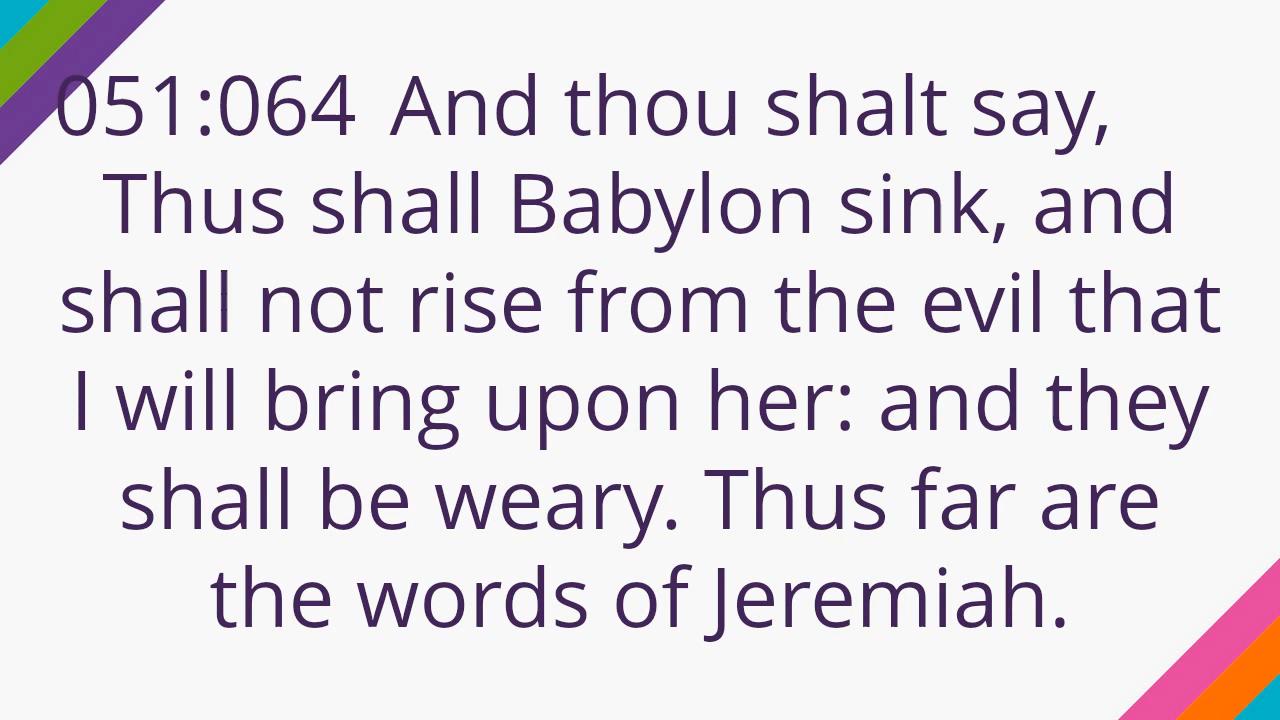 051:064 And thou shalt say,
Thus shall Babylon sink, and
shall not rise from the evil that
I will bring upon her: and they
shall be weary. Thus far are
the words of Jeremiah.